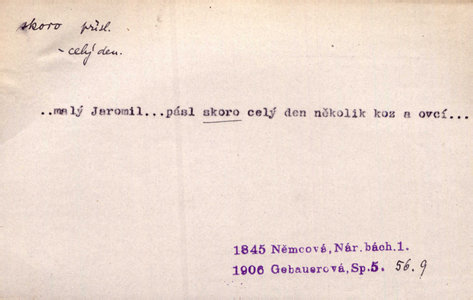 skoro přísl.
- celý den.
..malý Jaromil...pásl skoro celý den několik koz a ovcí...
1845 Němcová, Nár. bách.1.
1906 Gebauerová, Sp.5. 56.9